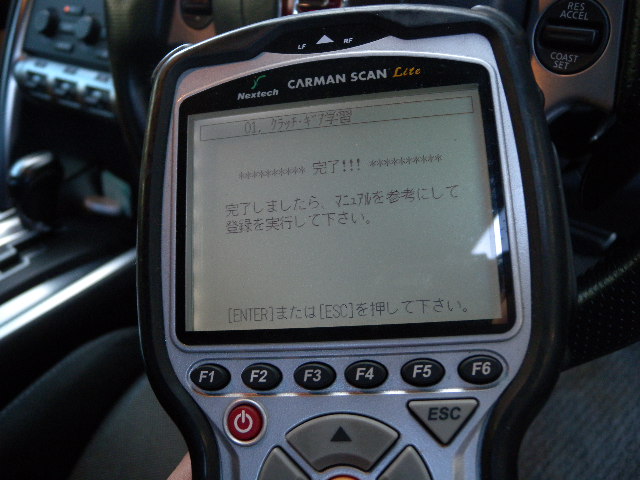 RES
ACCEL
COAST
SET
LF RF
Nextech CARMAN SCAN Lite
01. ｸﾗｯﾁ･ｷﾞｱ学習
********** 完了!!! **********
完了しましたら、ﾏﾆｭｱﾙを参考にして
登録を実行して下さい。
[ENTER]または[ESC]を押して下さい。
F1 F2 F3 F4 F5 F6
ESC